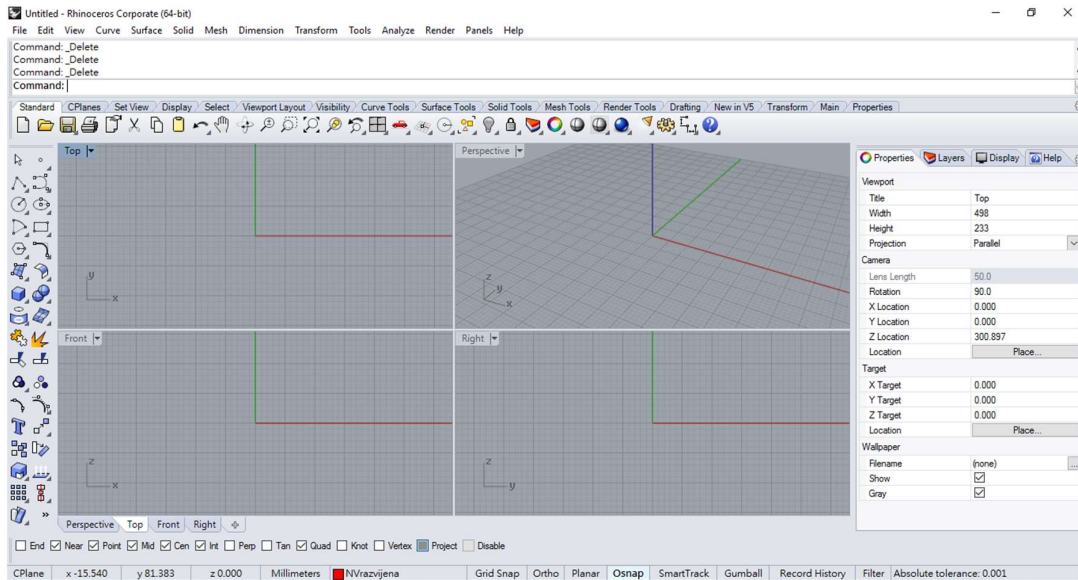 Untitled - Rhinoceros Corporate (64-bit)
File Edit View Curve Surface Solid Mesh Dimension Transform Tools Analyze Render Panels Help
Command: _Delete
Command: _Delete
Command: _Delete
Command:
Standard CPlanes Set View Display Select Viewport Layout Visibility Curve Tools Surface Tools Solid Tools Mesh Tools Render Tools Drafting New in V5 Transform Main Properties
Top
y
x
Perspective
z
y
x
Front
z
x
Right
z
y
Perspective Top Front Right
Properties Layers Display Help
Viewport
Title Top
Width 498
Height 233
Projection Parallel
Camera
Lens Length 50.0
Rotation 90.0
X Location 0.000
Y Location 0.000
Z Location 300.897
Location Place...
Target
X Target 0.000
Y Target 0.000
Z Target 0.000
Location Place...
Wallpaper
Filename (none) ...
Show
Gray
End Near Point Mid Cen Int Perp Tan Quad Knot Vertex Project Disable
CPlane x -15.540 y 81.383 z 0.000 Millimeters NVrazvijena Grid Snap Ortho Planar Osnap SmartTrack Gumball Record History Filter Absolute tolerance: 0.001